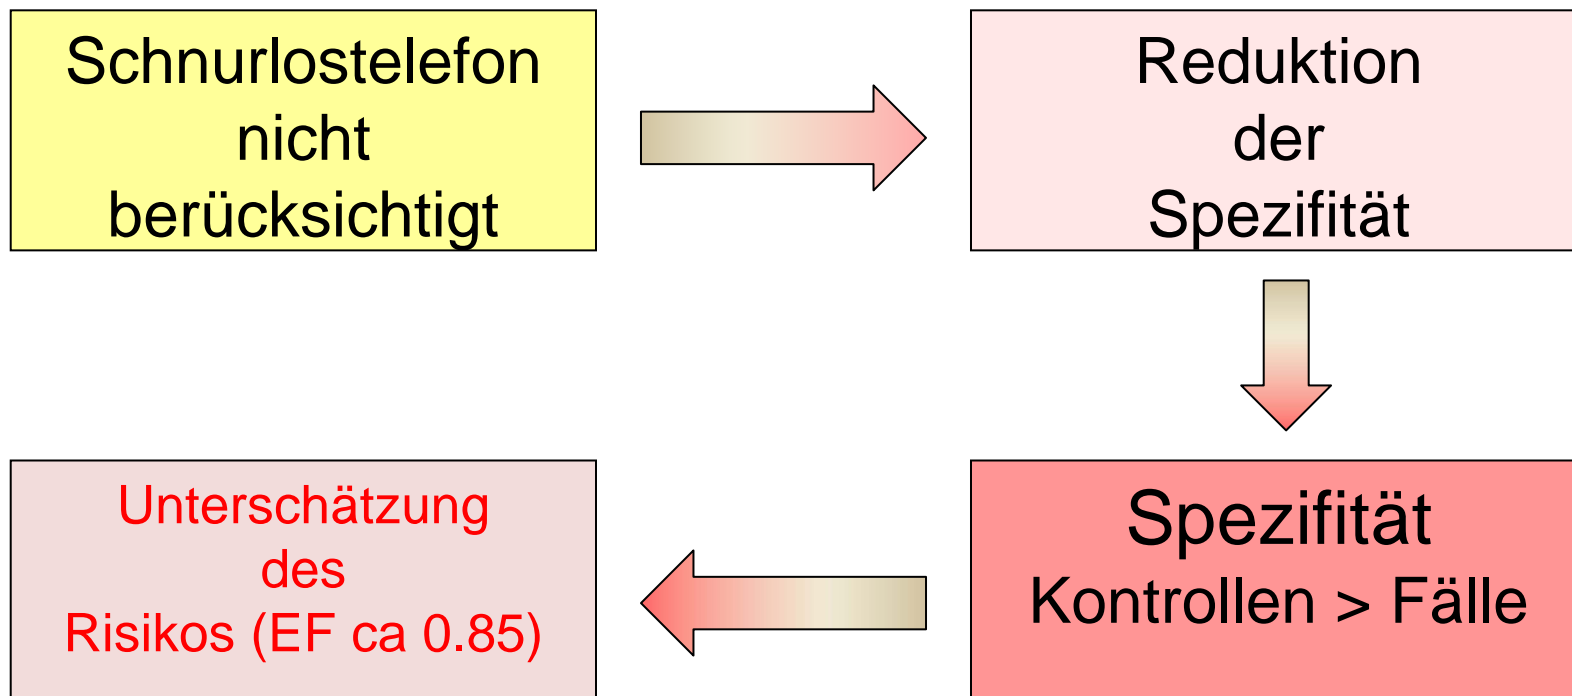 Schnurlostelefon
nicht
berücksichtigt
Reduktion
der
Spezifität
Spezifität
Kontrollen > Fälle
Unterschätzung
des
Risikos (EF ca 0.85)